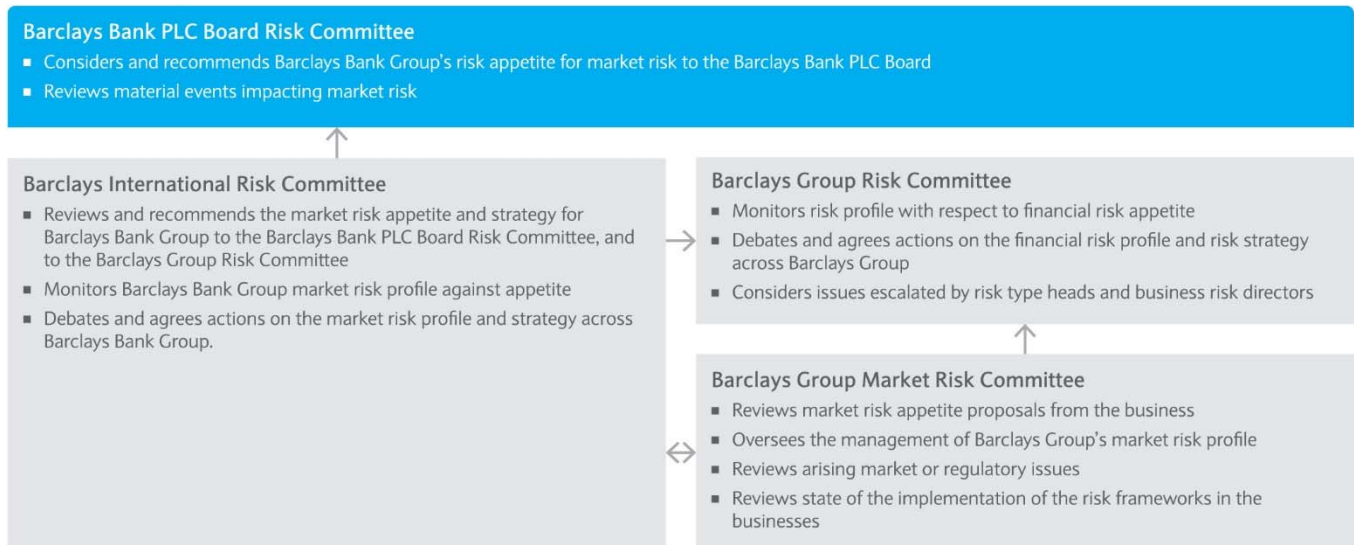 Barclays Bank PLC Board Risk Committee
▪ Considers and recommends Barclays Bank Group's risk appetite for market risk to the Barclays Bank PLC Board
▪ Reviews material events impacting market risk
Barclays International Risk Committee
▪ Reviews and recommends the market risk appetite and strategy for
Barclays Bank Group to the Barclays Bank PLC Board Risk Committee, and
to the Barclays Group Risk Committee
▪ Monitors Barclays Bank Group market risk profile against appetite
▪ Debates and agrees actions on the market risk profile and strategy across
Barclays Bank Group.
Barclays Group Risk Committee
▪ Monitors risk profile with respect to financial risk appetite
▪ Debates and agrees actions on the financial risk profile and risk strategy
across Barclays Group
▪ Considers issues escalated by risk type heads and business risk directors
Barclays Group Market Risk Committee
▪ Reviews market risk appetite proposals from the business
▪ Oversees the management of Barclays Group's market risk profile
▪ Reviews arising market or regulatory issues
▪ Reviews state of the implementation of the risk frameworks in the
businesses